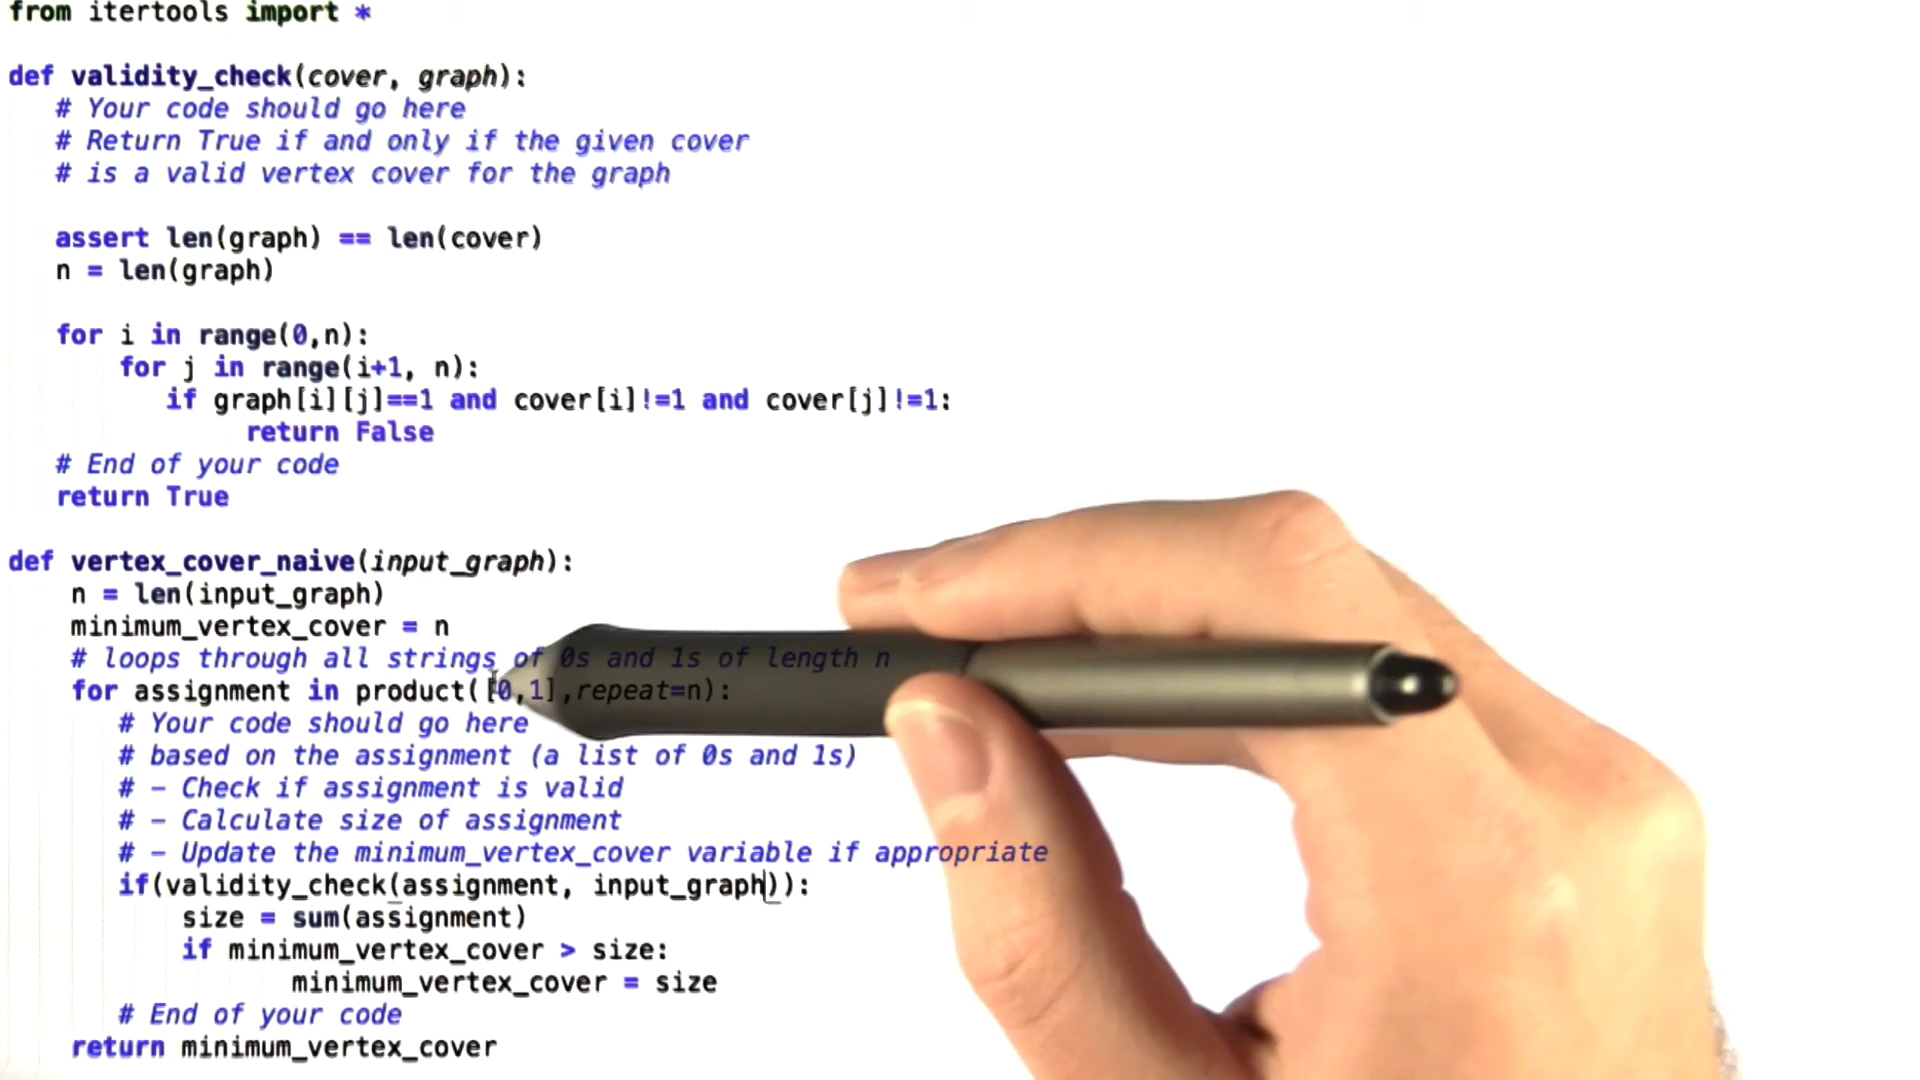 from itertools import *
def validity_check(cover, graph):
# Your code should go here
# Return True if and only if the given cover
# is a valid vertex cover for the graph
assert len(graph) == len(cover)
n = len(graph)
for i in range(0,n):
for j in range(i+1, n):
if graph[i][j]==1 and cover[i]!=1 and cover[j]!=1:
return False
# End of your code
return True
def vertex_cover_naive(input_graph):
n = len(input_graph)
minimum_vertex_cover = n
# loops through all strings of 0s and 1s of length n
for assignment in product([0,1],repeat=n):
# Your code should go here
# based on the assignment (a list of 0s and 1s)
# – Check if assignment is valid
# – Calculate size of assignment
# – Update the minimum_vertex_cover variable if appropriate
if(validity_check(assignment, input_graph)):
size = sum(assignment)
if minimum_vertex_cover > size:
minimum_vertex_cover = size
# End of your code
return minimum_vertex_cover